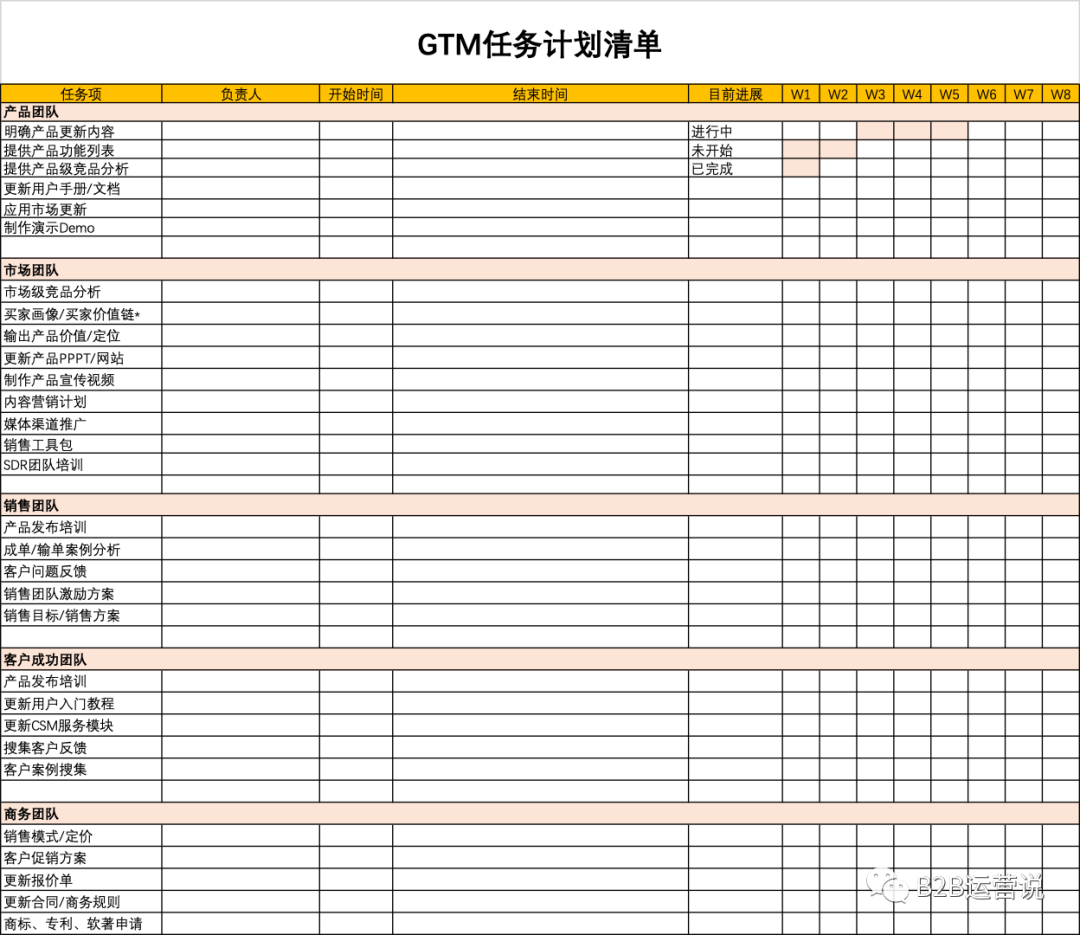 GTM任务计划清单
任务项 负责人 开始时间 结束时间 目前进展 W1 W2 W3 W4 W5 W6 W7 W8
产品团队
明确产品更新内容 进行中
提供产品功能列表 未开始
提供产品级竞品分析 已完成
更新用户手册/文档
应用市场更新
制作演示Demo
市场团队
市场级竞品分析
买家画像/买家价值链*
输出产品价值/定位
更新产品PPPT/网站
制作产品宣传视频
内容营销计划
媒体渠道推广
销售工具包
SDR团队培训
销售团队
产品发布培训
成单/输单案例分析
客户问题反馈
销售团队激励方案
销售目标/销售方案
客户成功团队
产品发布培训
更新用户入门教程
更新CSM服务模块
搜集客户反馈
客户案例搜集
商务团队
销售模式/定价
客户促销方案
更新报价单
B2B运营说
更新合同/商务规则
商标、专利、软著申请